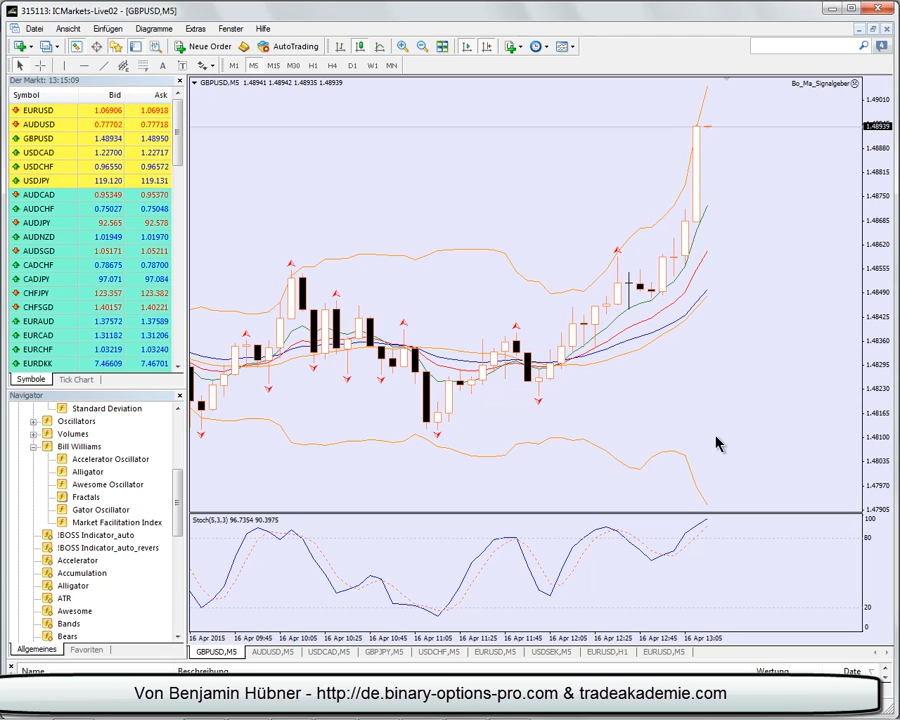 315113: ICMarkets-Live02 - [GBPUSD,M5]
Datei Ansicht Einfügen Diagramme Extras Fenster Hilfe
New Order AutoTrading
A T M1 M5 M15 M30 H1 H4 D1 W1 MN
Der Markt: 13:15:09
Symbol Bid Ask
EURUSD 1.06906 1.06918
AUDUSD 0.77702 0.77718
GBPUSD 1.48934 1.48950
USDCAD 1.22700 1.22717
USDCHF 0.96550 0.96572
USDJPY 119.120 119.131
AUDCAD 0.95349 0.95370
AUDCHF 0.75027 0.75048
AUDJPY 92.565 92.578
AUDNZD 1.01949 1.01970
AUDSGD 1.05171 1.05211
CADCHF 0.78675 0.78700
CADJPY 97.071 97.084
CHFJPY 123.357 123.382
CHFSGD 1.40157 1.40221
EURAUD 1.37572 1.37589
EURCAD 1.31182 1.31206
EURCHF 1.03219 1.03240
EURDKK 7.46609 7.46701
Symbole Tick Chart
Navigator
Standard Deviation
Oscillators
Volumes
Bill Williams
Accelerator Oscillator
Alligator
Awesome Oscillator
Fractals
Gator Oscillator
Market Facilitation Index
!BOSS Indicator_auto
!BOSS Indicator_auto_revers
Accelerator
Accumulation
Alligator
ATR
Awesome
Bands
Bears
Allgemeines Favoriten
GBPUSD,M5 1.48941 1.48942 1.48935 1.48939
Bo_Ma_Signalgeber
1.49010
1.48939
1.48880
1.48815
1.48750
1.48685
1.48620
1.48555
1.48490
1.48425
1.48360
1.48295
1.48230
1.48165
1.48100
1.48035
1.47970
1.47905
Stoch(5,3,3) 96.7354 90.3975
100
80
20
0
16 Apr 2015 16 Apr 09:45 16 Apr 10:05 16 Apr 10:25 16 Apr 10:45 16 Apr 11:05 16 Apr 11:25 16 Apr 11:45 16 Apr 12:05 16 Apr 12:25 16 Apr 12:45 16 Apr 13:05
GBPUSD,M5 AUDUSD,M5 USDCAD,M5 GBPJPY,M5 USDCHF,M5 EURUSD,M5 USDSEK,M5 EURUSD,H1 EURUSD,M5
Name Beschreibung Wertung Date
Von Benjamin Hübner - http://de.binary-options-pro.com & tradeakademie.com